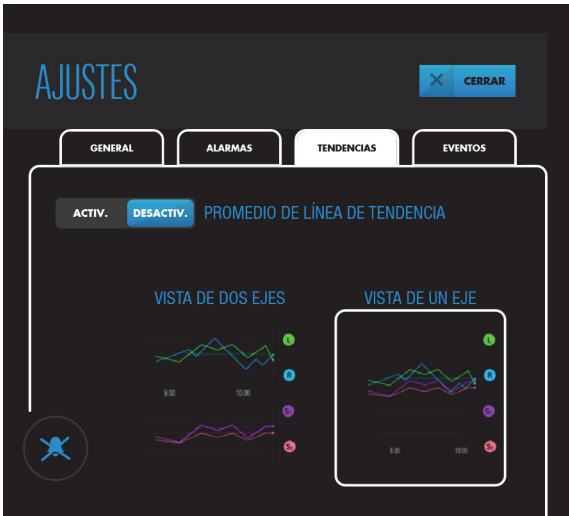 AJUSTES
CERRAR
GENERAL
ALARMAS
TENDENCIAS
EVENTOS
ACTIV.
DESACTIV.
PROMEDIO DE LÍNEA DE TENDENCIA
VISTA DE DOS EJES
VISTA DE UN EJE
L
R
9:30 10:00
L
R
9:30 10:00